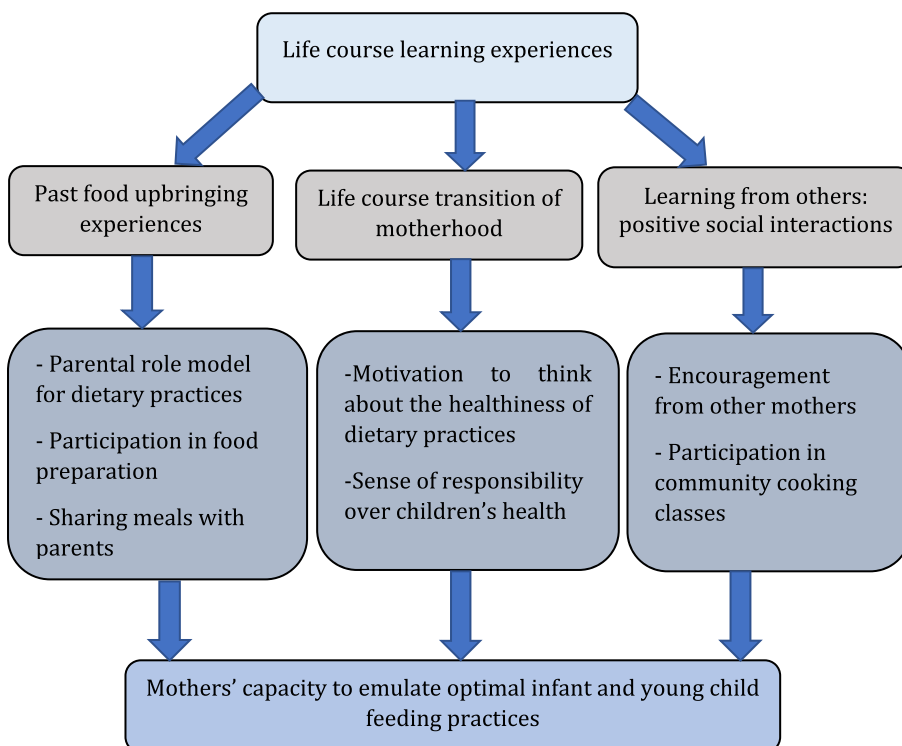 Life course learning experiences
Past food upbringing
experiences
Life course transition of
motherhood
Learning from others:
positive social interactions
- Parental role model
for dietary practices
- Participation in food
preparation
- Sharing meals with
parents
-Motivation to think
about the healthiness of
dietary practices
-Sense of responsibility
over children’s health
- Encouragement
from other mothers
- Participation in
community cooking
classes
Mothers’ capacity to emulate optimal infant and young child
feeding practices